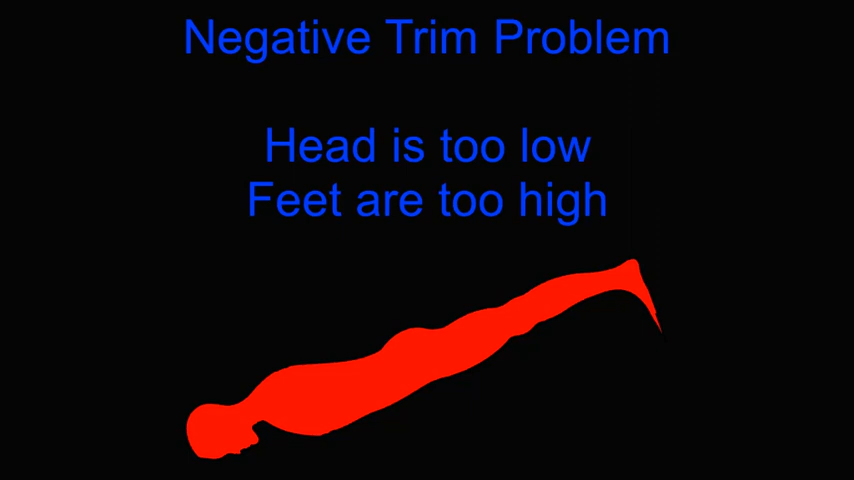 Negative Trim Problem
Head is too low
Feet are too high